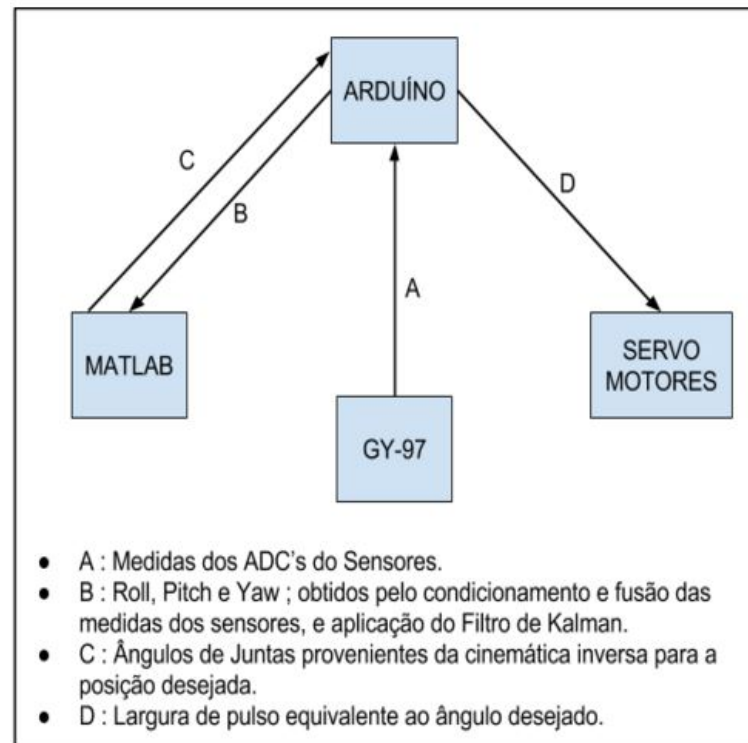 ARDUÍNO
C
B
D
A
MATLAB
SERVO
MOTORES
GY-97
● A : Medidas dos ADC's do Sensores.
● B : Roll, Pitch e Yaw ; obtidos pelo condicionamento e fusão das
medidas dos sensores, e aplicação do Filtro de Kalman.
● C : Ângulos de Juntas provenientes da cinemática inversa para a
posição desejada.
● D : Largura de pulso equivalente ao ângulo desejado.